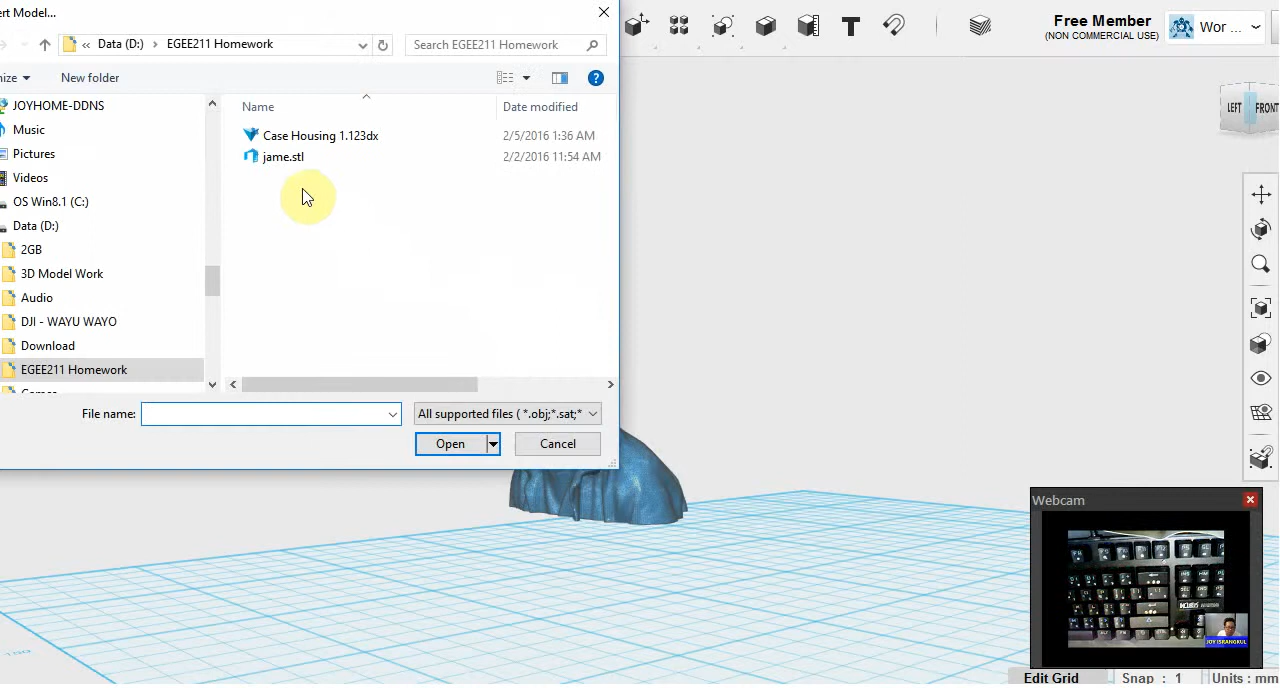 ert Model...
« Data (D:) > EGEE211 Homework
Search EGEE211 Homework
nize
New folder
JOYHOME-DDNS
Music
Pictures
Videos
OS Win8.1 (C:)
Data (D:)
2GB
3D Model Work
Audio
DJI - WAYU WAYO
Download
EGEE211 Homework
Games
Name
Date modified
Case Housing 1.123dx
2/5/2016 1:36 AM
jame.stl
2/2/2016 11:54 AM
File name:
All supported files ( *.obj;*.sat;*
Open
Cancel
Free Member
(NON COMMERCIAL USE)
Wor ...
LEFT
FRONT
Webcam
JOY ISRANGKUL
150
Edit Grid
Snap : 1
Units : mm